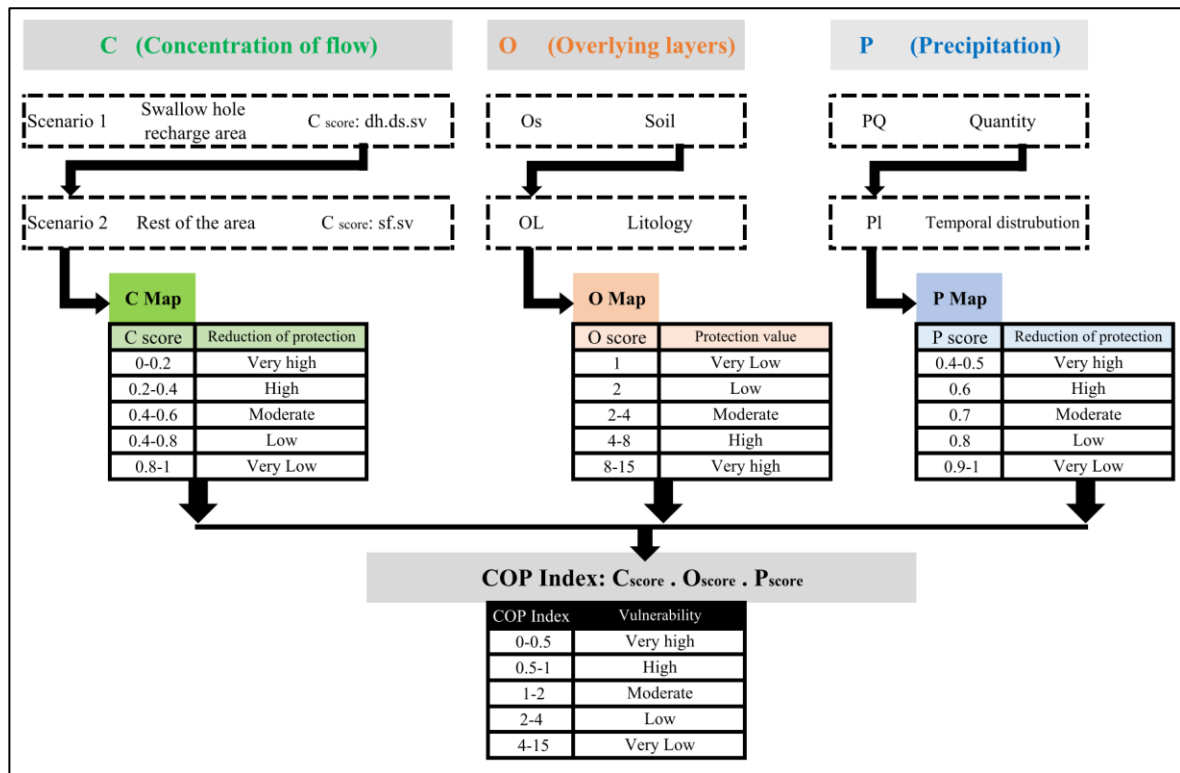 C (Concentration of flow)
O (Overlying layers)
P (Precipitation)
Scenario 1 Swallow hole recharge area C score: dh.ds.sv
Os Soil
PQ Quantity
Scenario 2 Rest of the area C score: sf.sv
OL Litology
Pl Temporal distrubution
C Map
C score Reduction of protection
0-0.2 Very high
0.2-0.4 High
0.4-0.6 Moderate
0.4-0.8 Low
0.8-1 Very Low
O Map
O score Protection value
1 Very Low
2 Low
2-4 Moderate
4-8 High
8-15 Very high
P Map
P score Reduction of protection
0.4-0.5 Very high
0.6 High
0.7 Moderate
0.8 Low
0.9-1 Very Low
COP Index: Cscore . Oscore . Pscore
COP Index Vulnerability
0-0.5 Very high
0.5-1 High
1-2 Moderate
2-4 Low
4-15 Very Low